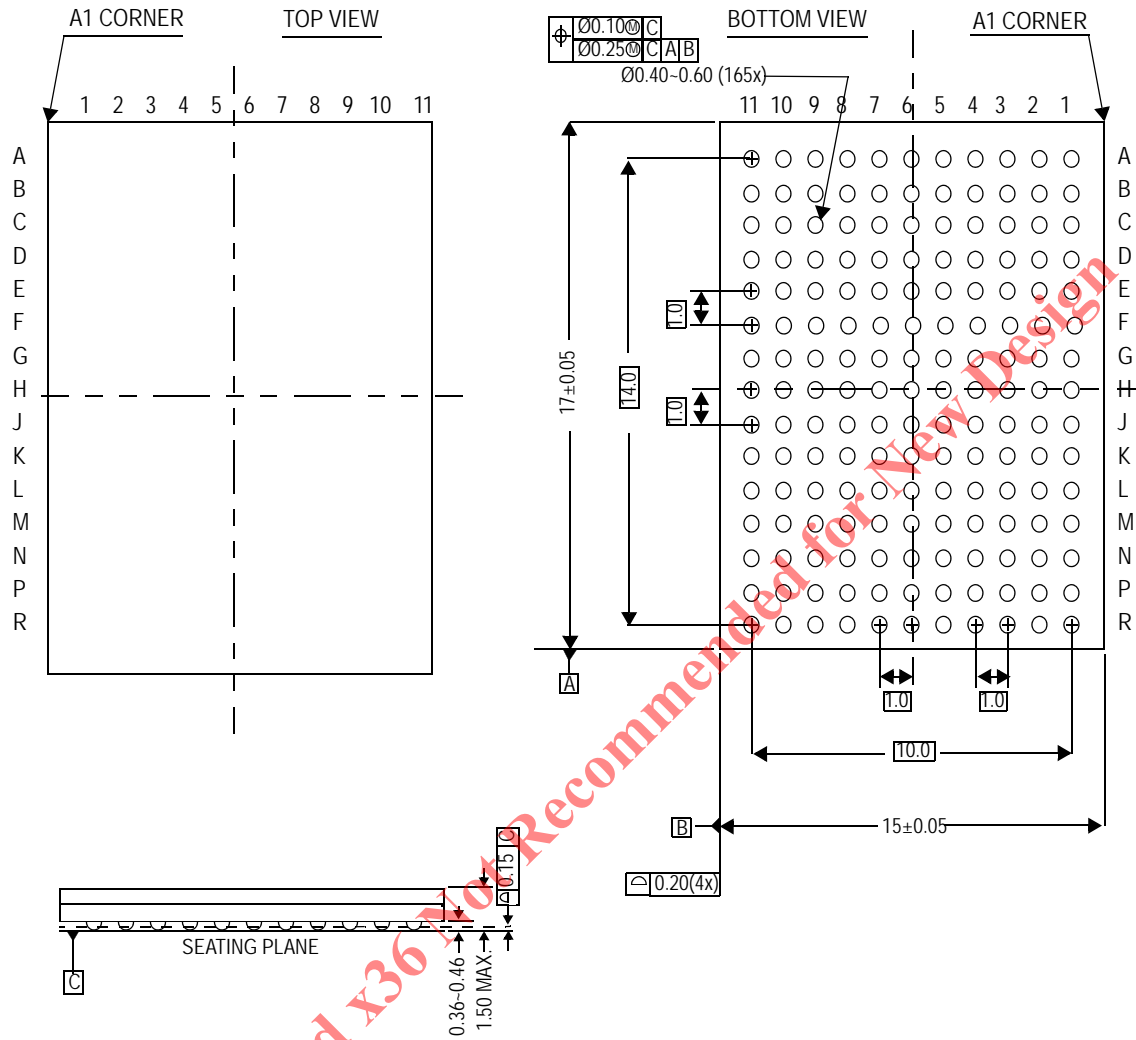 A1 CORNER
TOP VIEW
BOTTOM VIEW
A1 CORNER
Ø0.10Ⓜ C
Ø0.25Ⓜ C A B
Ø0.40~0.60 (165x)
1 2 3 4 5 6 7 8 9 10 11
11 10 9 8 7 6 5 4 3 2 1
A
B
C
D
E
F
G
H
J
K
L
M
N
P
R
A
B
C
D
E
F
G
H
J
K
L
M
N
P
R
17±0.05
14.0
1.0
1.0
A
1.0
1.0
10.0
B
15±0.05
0.20(4x)
0.15 C
SEATING PLANE
C
0.36~0.46
1.50 MAX.
d x36 Not Recommended for New Design